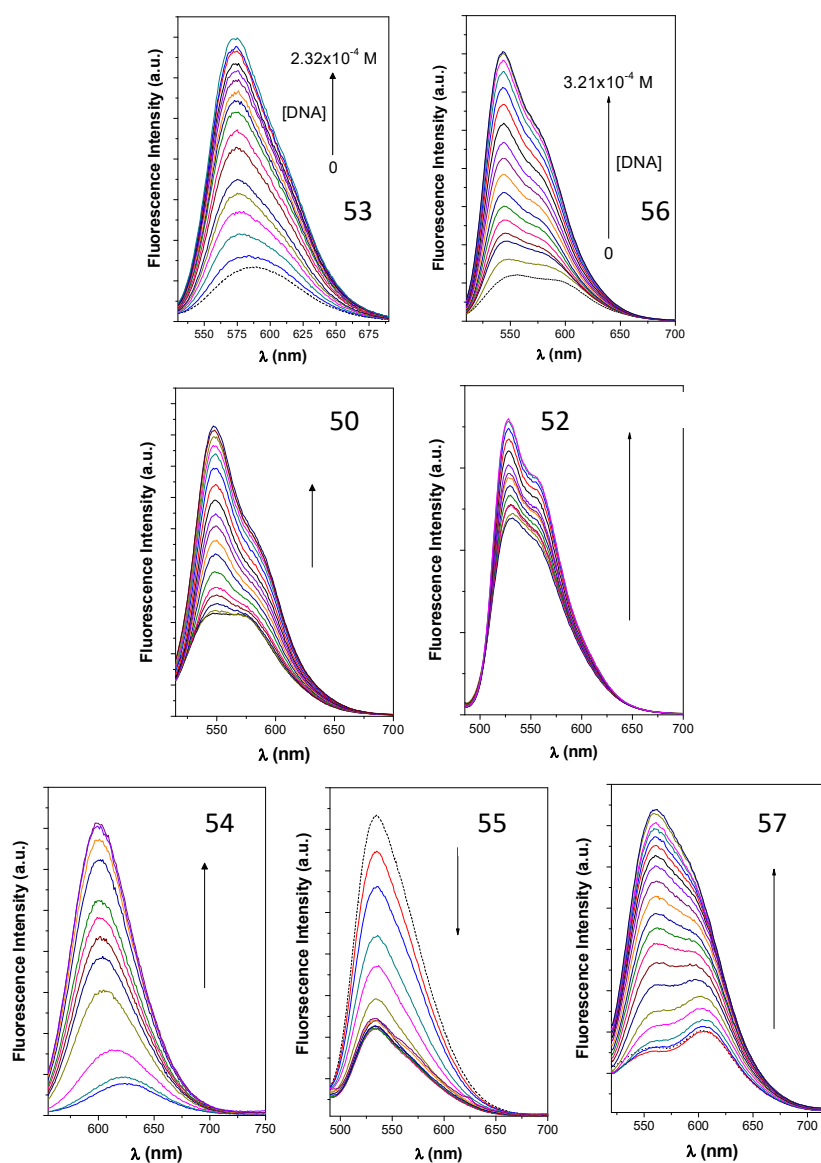 Fluorescence Intensity (a.u.)
2.32x10⁻⁴ M
[DNA]
0
53
550 575 600 625 650 675
λ (nm)
Fluorescence Intensity (a.u.)
3.21x10⁻⁴ M
[DNA]
56
0
550 600 650 700
λ (nm)
Fluorescence Intensity (a.u.)
50
550 600 650 700
λ (nm)
Fluorescence Intensity (a.u.)
52
500 550 600 650 700
λ (nm)
Fluorescence Intensity (a.u.)
54
600 650 700 750
λ (nm)
Fluorsecence Intensity (a.u.)
55
500 550 600 650 700
λ (nm)
Fluorescence Intensity (a.u.)
57
550 600 650 700
λ (nm)